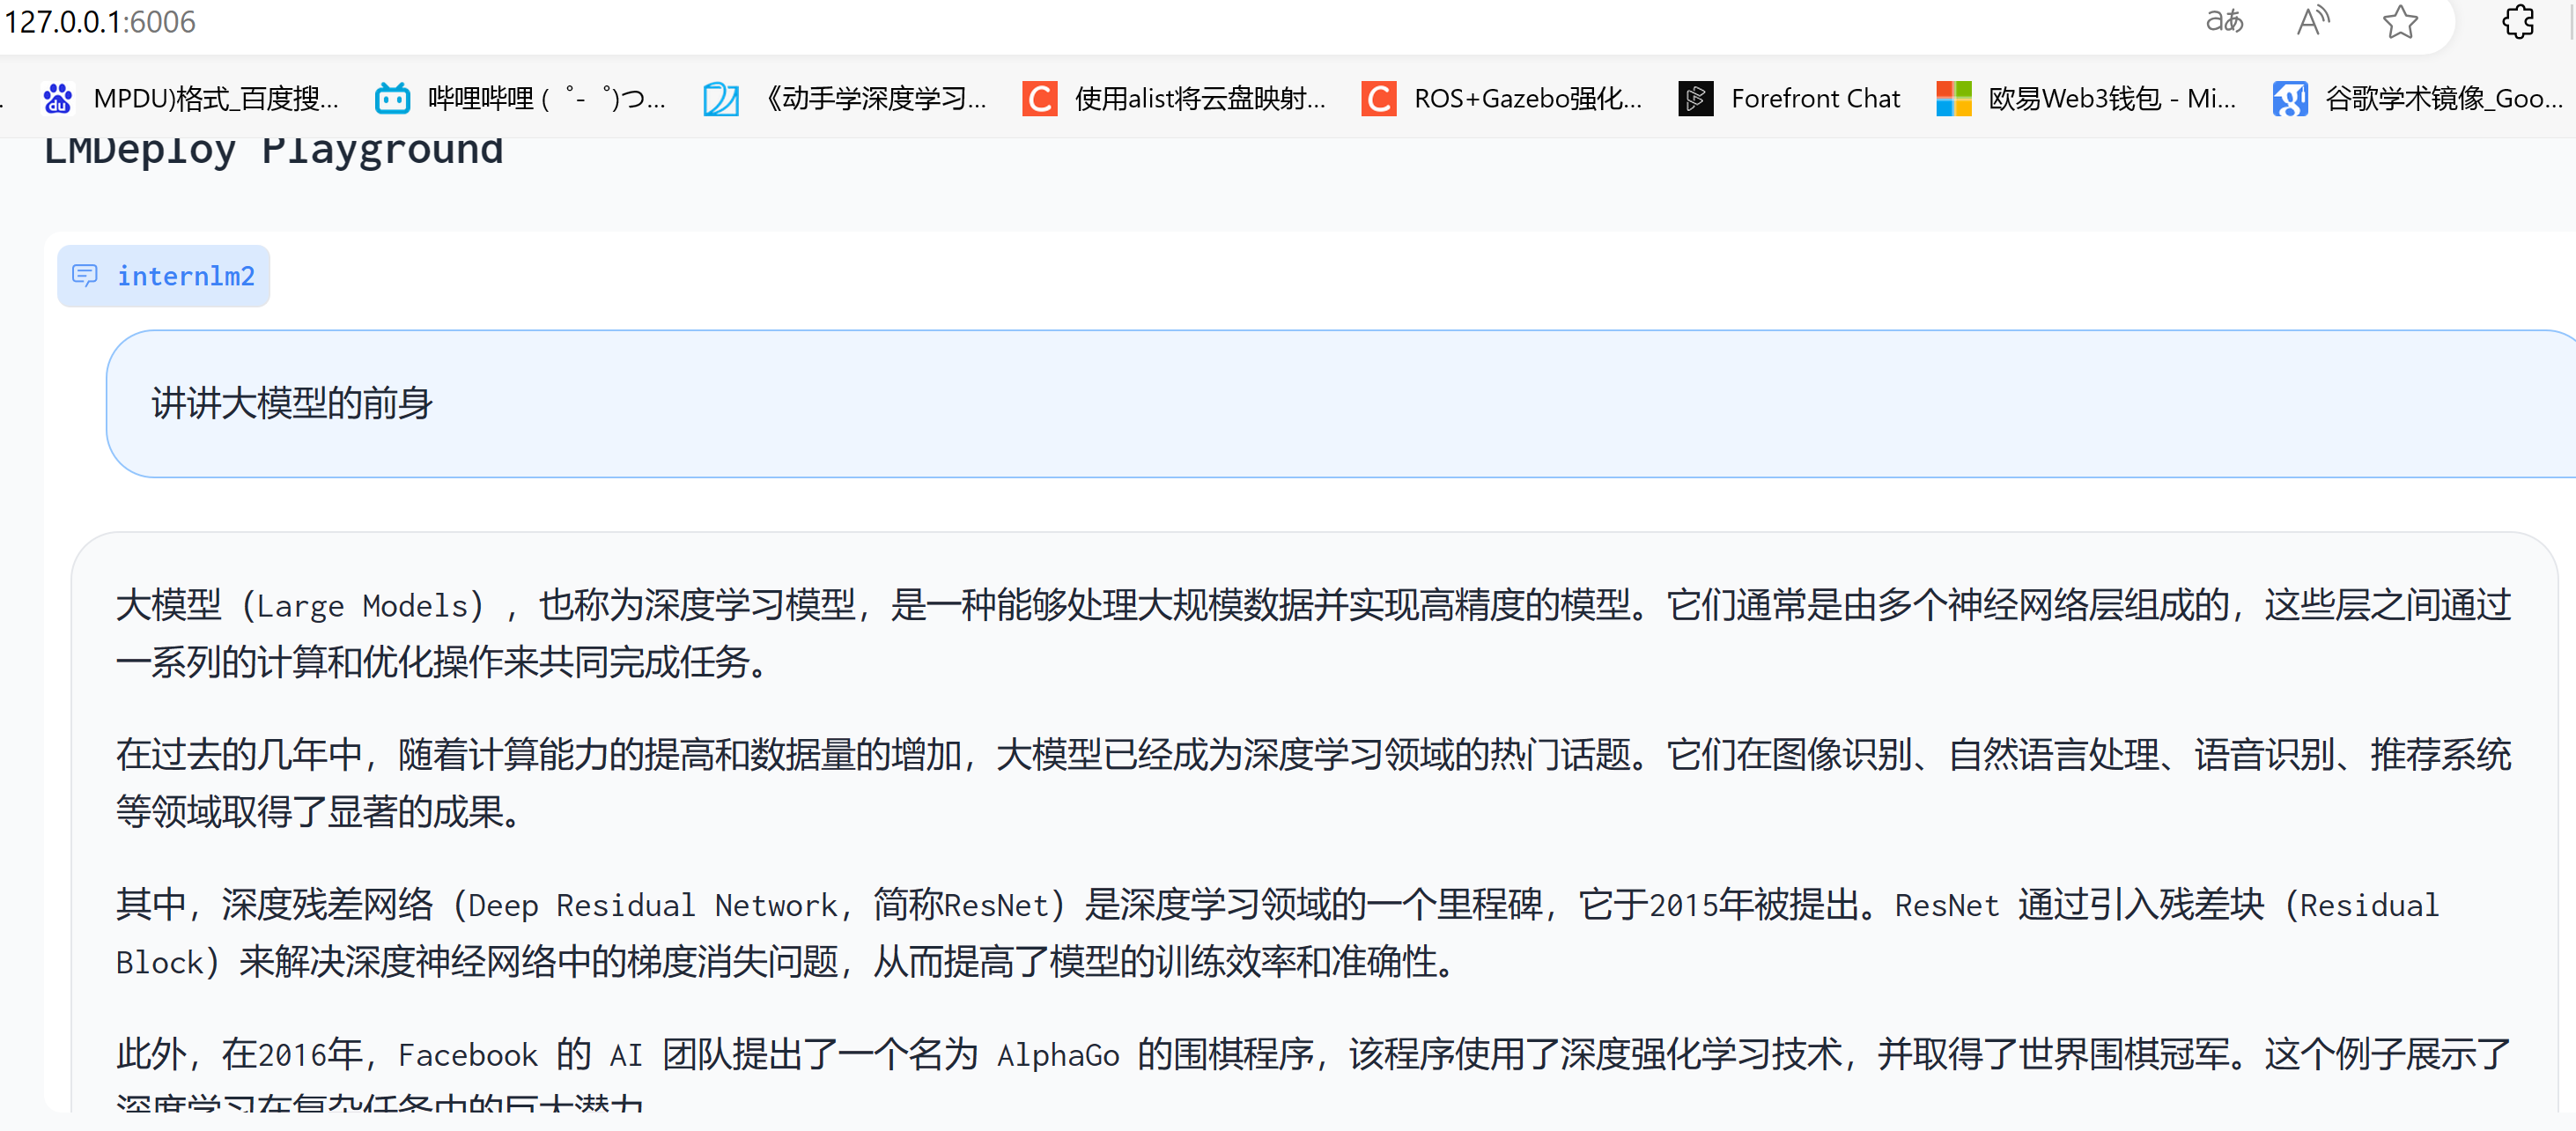 127.0.0.1:6006
MPDU)格式_百度搜... 哔哩哔哩 (゜-゜)つ... 《动手学深度学习... 使用alist将云盘映射... ROS+Gazebo强化... Forefront Chat 欧易Web3钱包 - Mi... 谷歌学术镜像_Goo...
LMDeploy Playground
internlm2
讲讲大模型的前身
大模型（Large Models），也称为深度学习模型，是一种能够处理大规模数据并实现高精度的模型。它们通常是由多个神经网络层组成的，这些层之间通过
一系列的计算和优化操作来共同完成任务。
在过去的几年中，随着计算能力的提高和数据量的增加，大模型已经成为深度学习领域的热门话题。它们在图像识别、自然语言处理、语音识别、推荐系统
等领域取得了显著的成果。
其中，深度残差网络（Deep Residual Network，简称ResNet）是深度学习领域的一个里程碑，它于2015年被提出。ResNet 通过引入残差块（Residual
Block）来解决深度神经网络中的梯度消失问题，从而提高了模型的训练效率和准确性。
此外，在2016年，Facebook 的 AI 团队提出了一个名为 AlphaGo 的围棋程序，该程序使用了深度强化学习技术，并取得了世界围棋冠军。这个例子展示了
深度学习在复杂任务中的巨大潜力